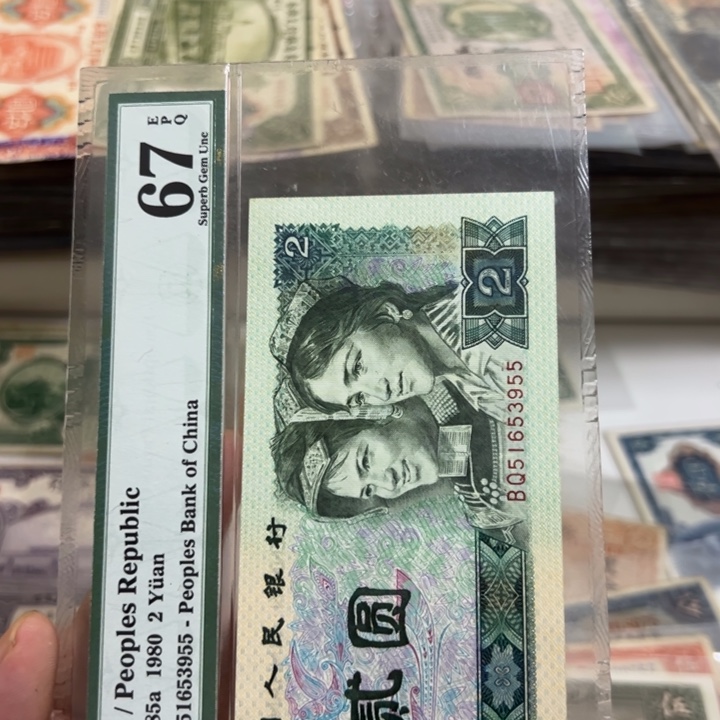 / Peoples Republic
85a 1980 2 Yüan
51653955 - Peoples Bank of China
67
EPQ
Superb Gem Unc
人民银行
贰圆
2
2
BQ51653955